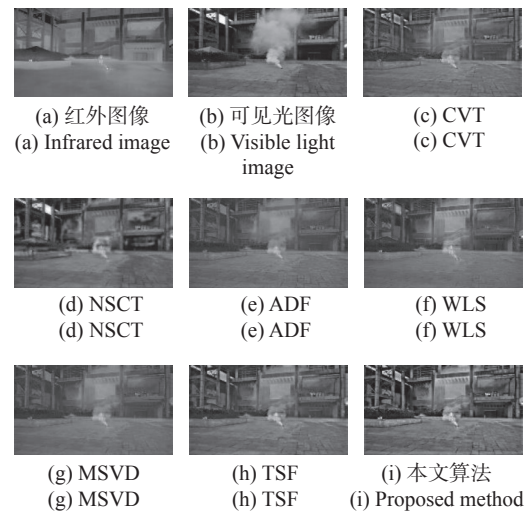 (a) 红外图像
(a) Infrared image
(b) 可见光图像
(b) Visible light
image
(c) CVT
(c) CVT
(d) NSCT
(d) NSCT
(e) ADF
(e) ADF
(f) WLS
(f) WLS
(g) MSVD
(g) MSVD
(h) TSF
(h) TSF
(i) 本文算法
(i) Proposed method